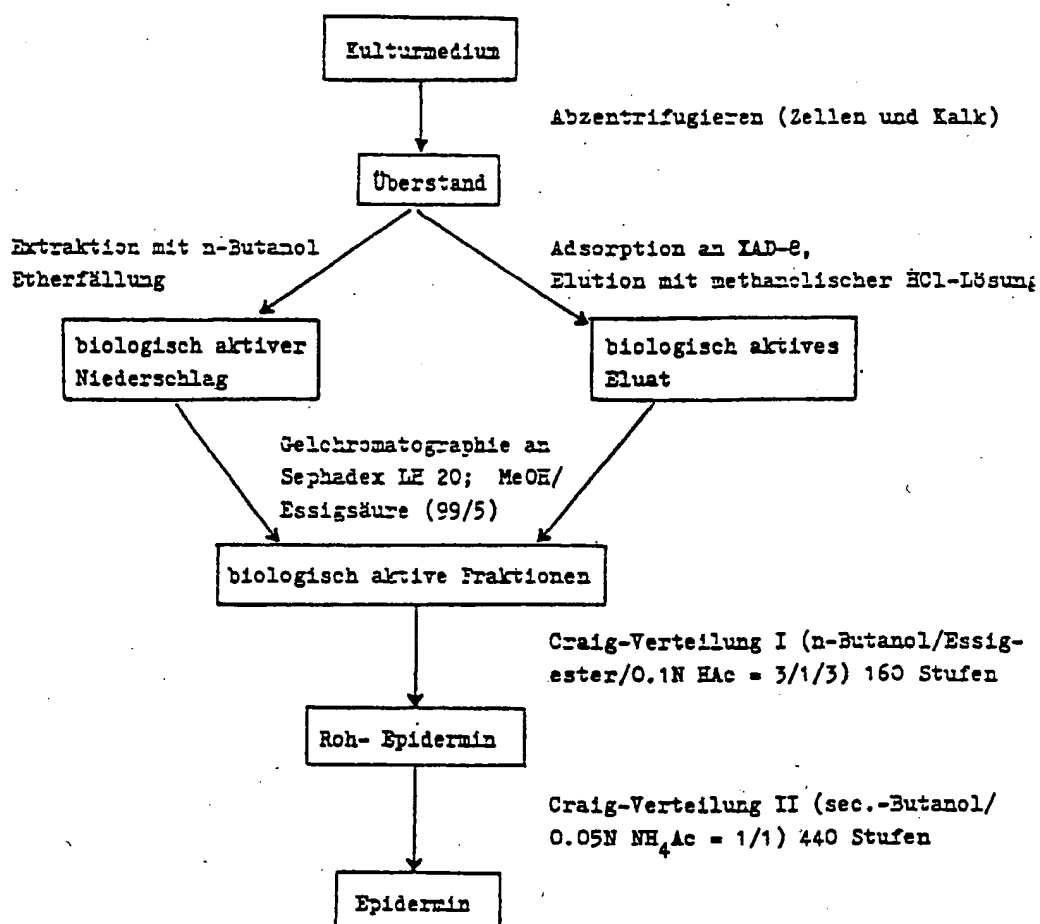 Kulturmedium
Abzentrifugieren (Zellen und Kalk)
Überstand
Extraktion mit n-Butanol
Etherfällung
Adsorption an XAD-8,
Elution mit methanolischer HCl-Lösung
biologisch aktiver
Niederschlag
biologisch aktives
Eluat
Gelchromatographie an
Sephadex LH 20; MeOH/
Essigsäure (99/5)
biologisch aktive Fraktionen
Craig-Verteilung I (n-Butanol/Essig-
ester/0.1N HAc = 3/1/3) 160 Stufen
Roh- Epidermin
Craig-Verteilung II (sec.-Butanol/
0.05N NH₄Ac = 1/1) 440 Stufen
Epidermin